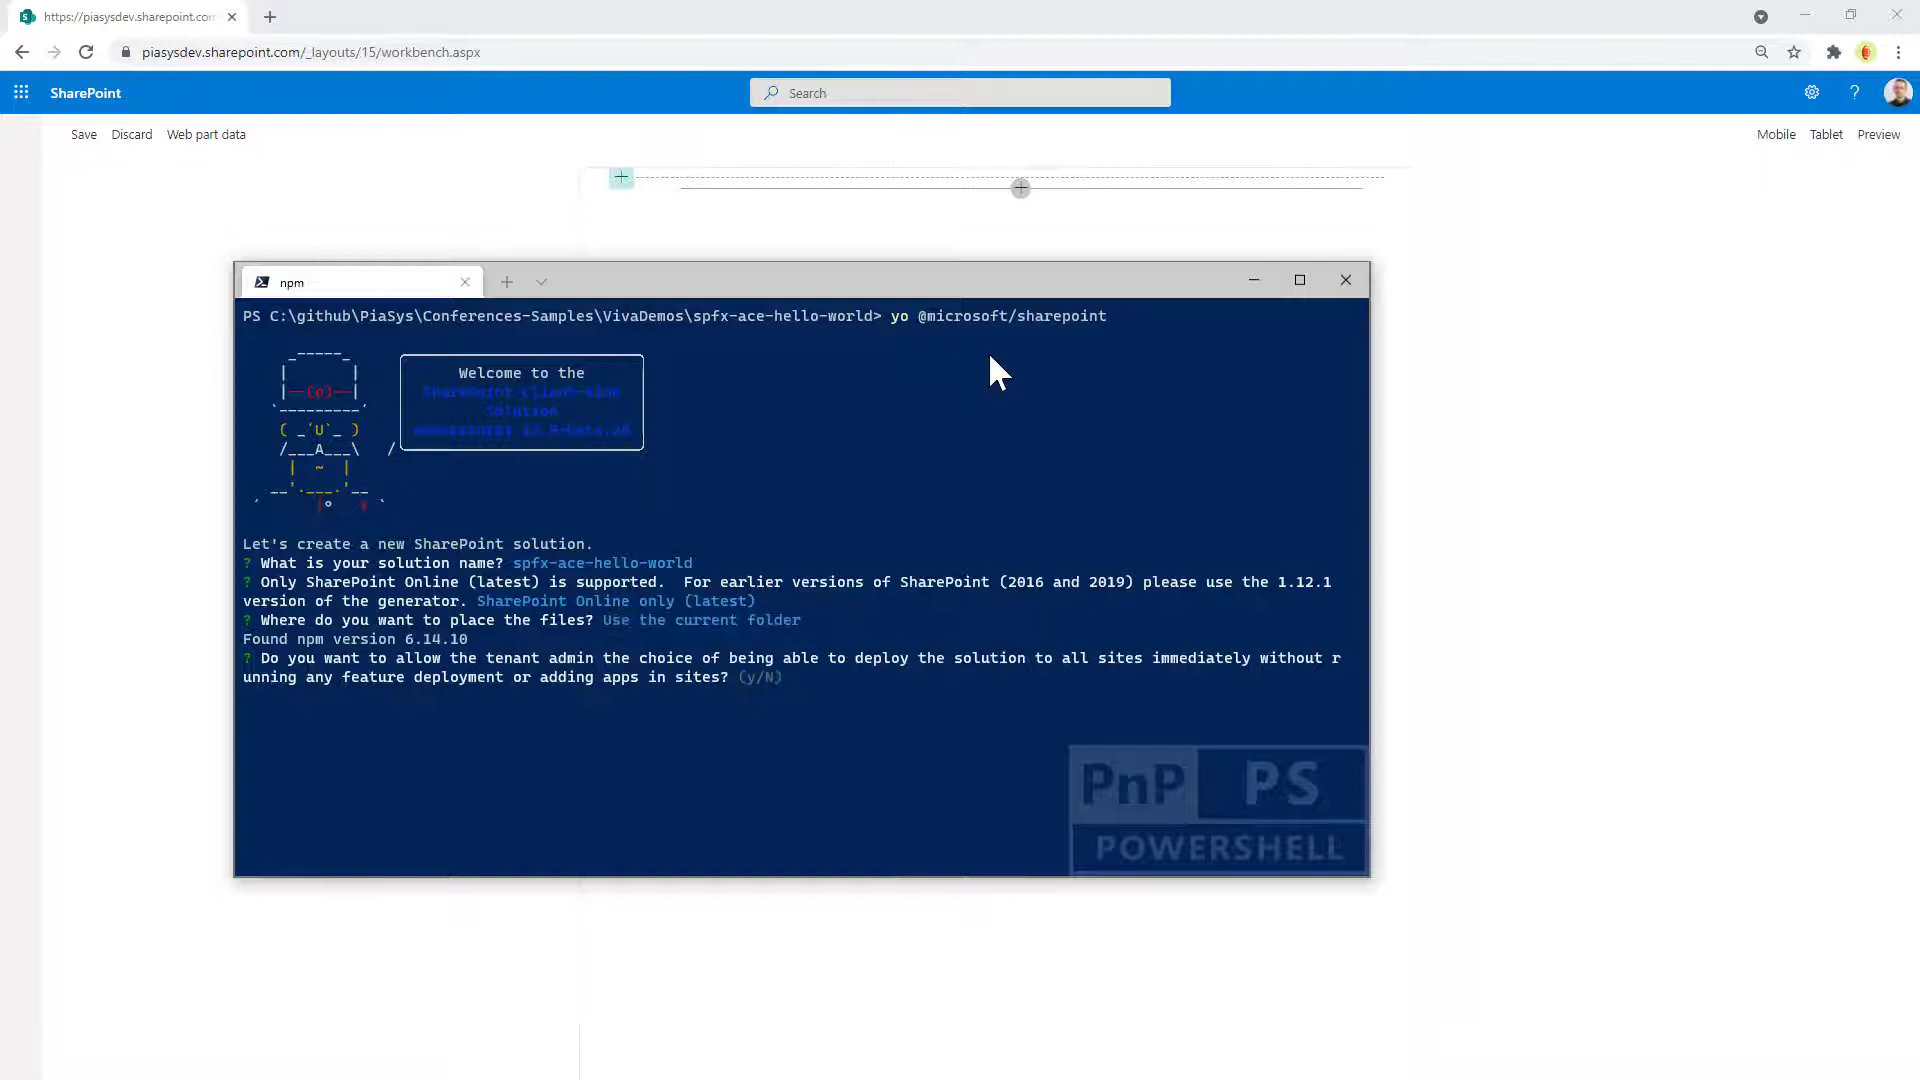 https://piasysdev.sharepoint.com
piasysdev.sharepoint.com/_layouts/15/workbench.aspx
SharePoint
Search
Save Discard Web part data
Mobile Tablet Preview
npm
PS C:\github\PiaSys\Conferences-Samples\VivaDemos\spfx-ace-hello-world> yo @microsoft/sharepoint
Welcome to the
SharePoint Client-side
Solution
Let's create a new SharePoint solution.
? What is your solution name? spfx-ace-hello-world
? Only SharePoint Online (latest) is supported.  For earlier versions of SharePoint (2016 and 2019) please use the 1.12.1
version of the generator. SharePoint Online only (latest)
? Where do you want to place the files? Use the current folder
Found npm version 6.14.10
? Do you want to allow the tenant admin the choice of being able to deploy the solution to all sites immediately without r
unning any feature deployment or adding apps in sites? (y/N)
PnP PS
POWERSHELL